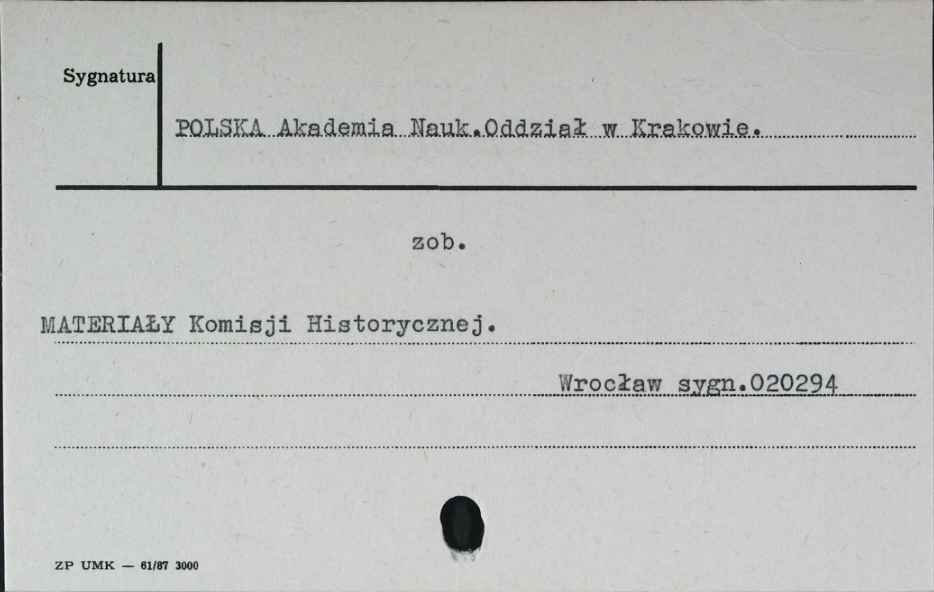 Sygnatura
POLSKA Akademia Nauk.Oddział w Krakowie.
zob.
MATERIAŁY Komisji Historycznej.
Wrocław sygn.020294
ZP UMK — 61/87 3000